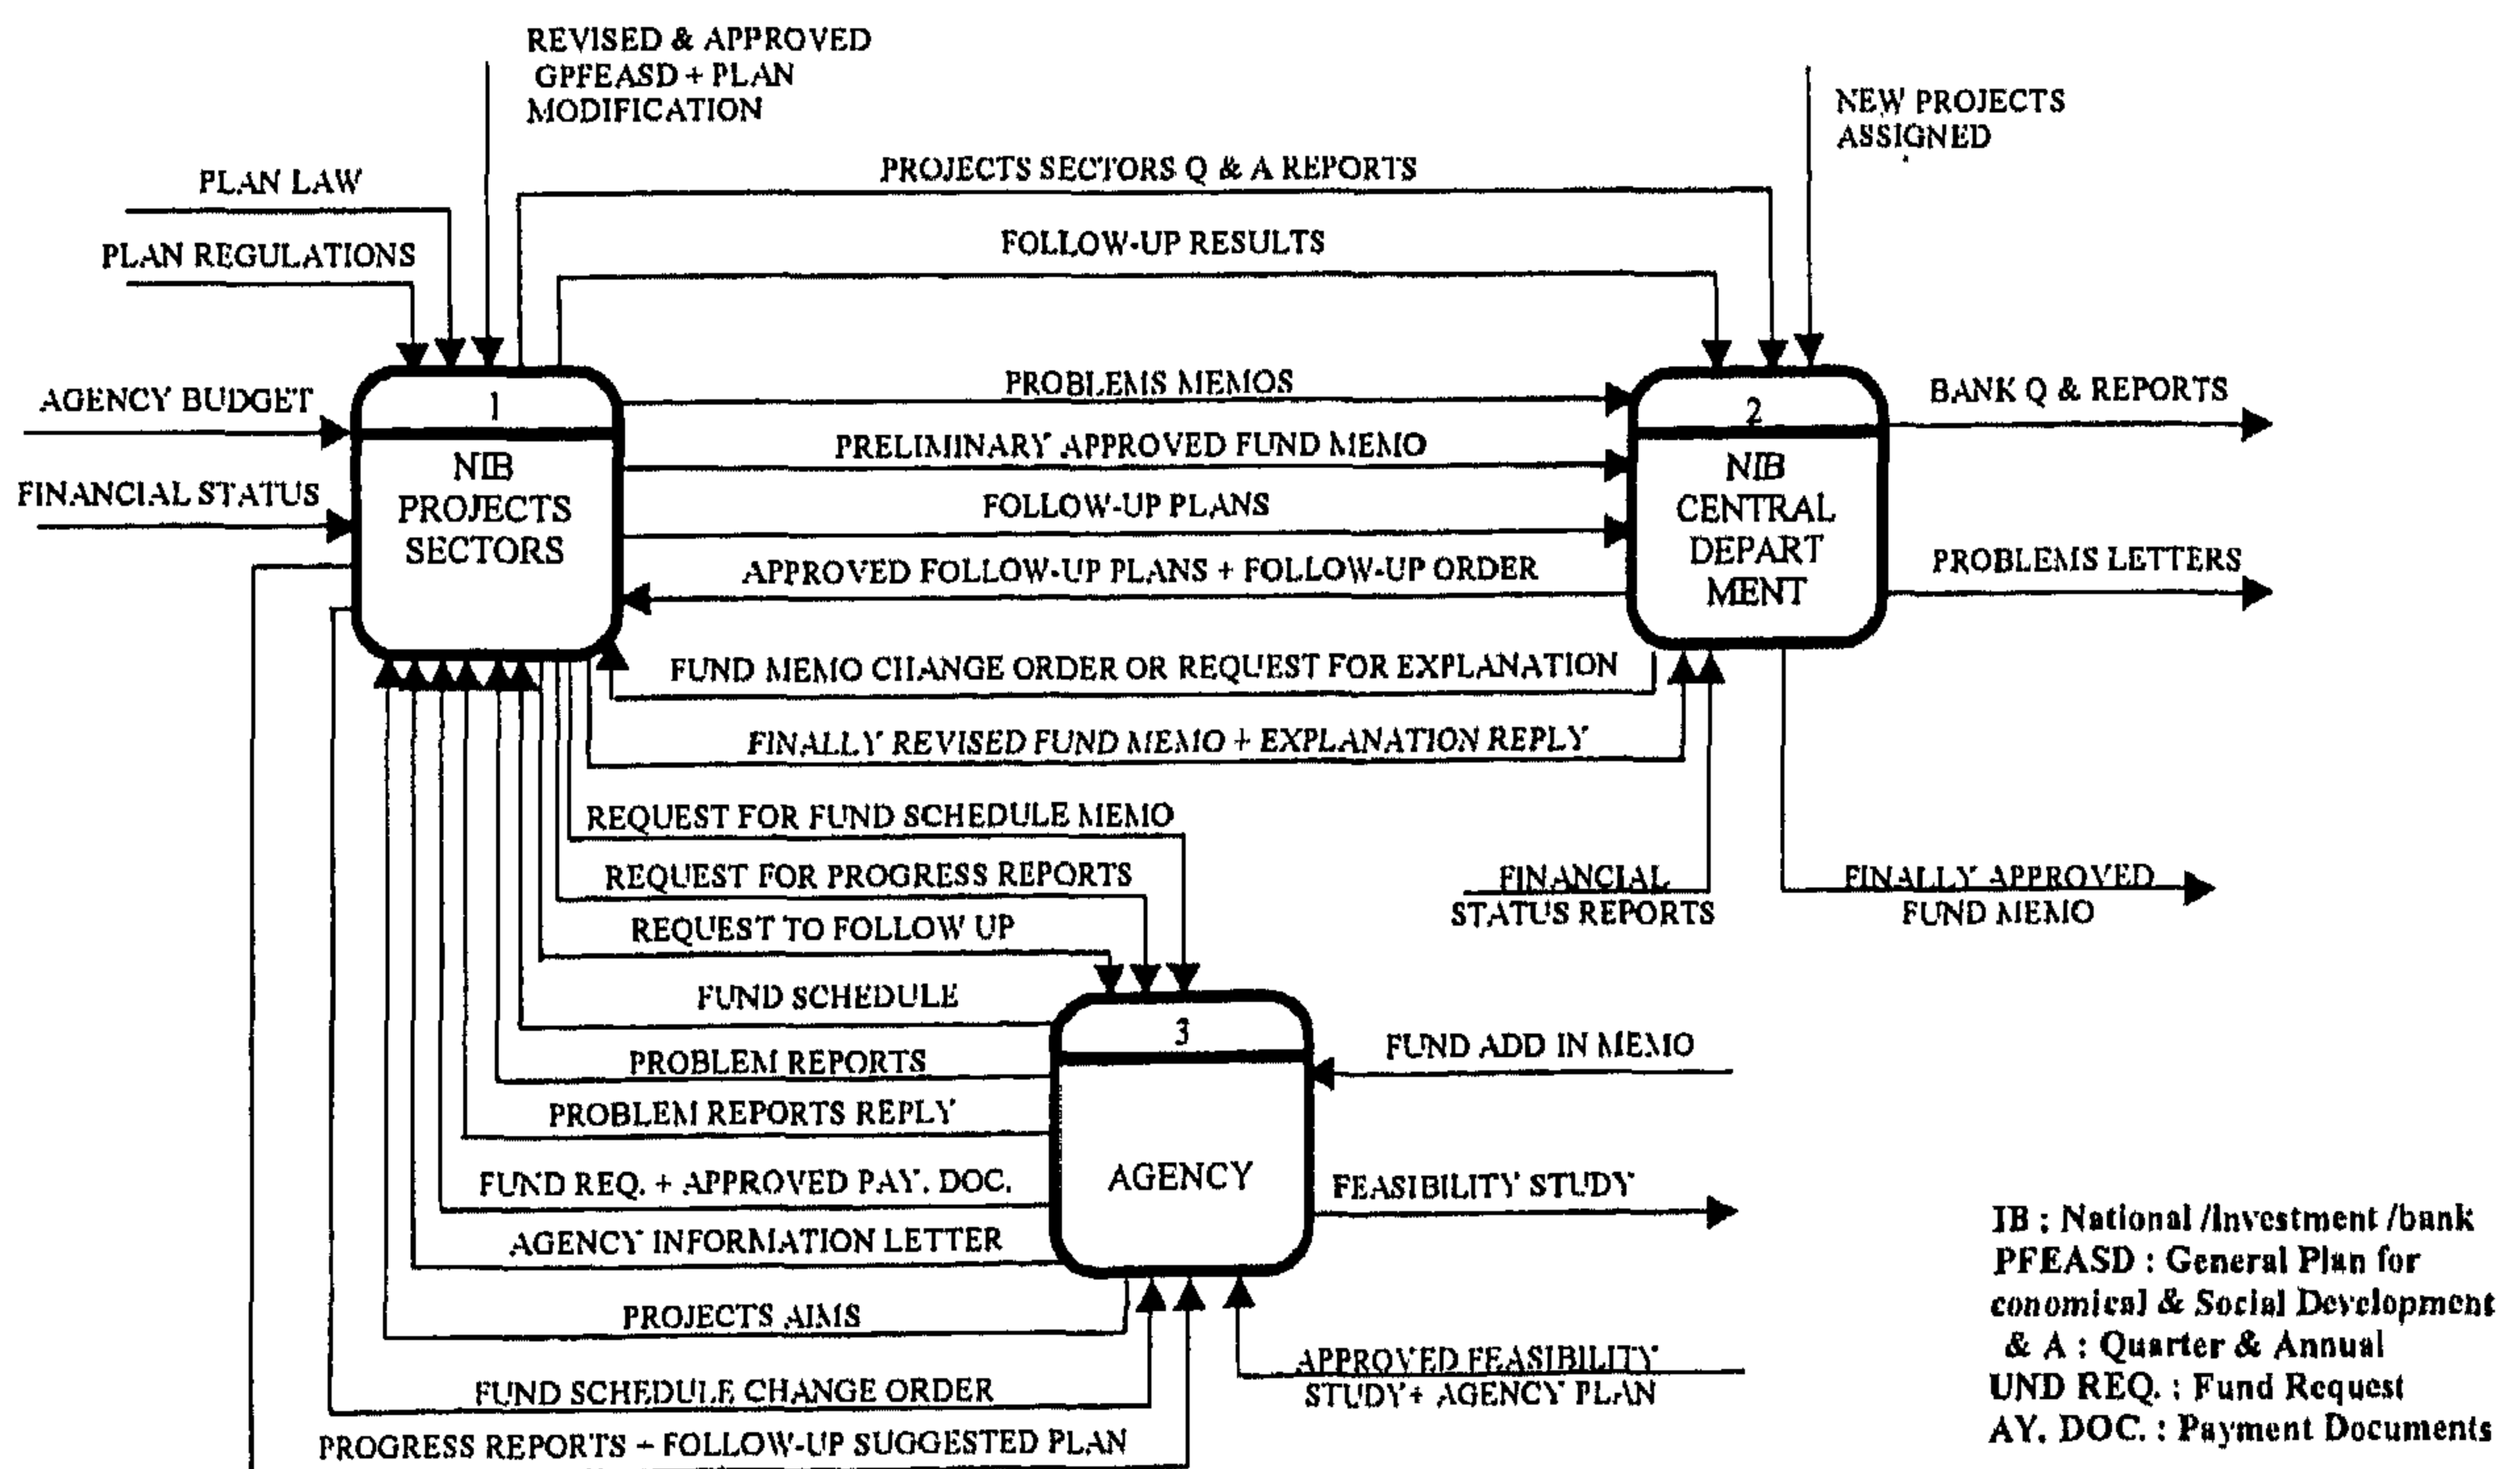 REVISED & APPROVED
GPFEASD + PLAN
MODIFICATION
NEW PROJECTS
ASSIGNED
PLAN LAW
PROJECTS SECTORS Q & A REPORTS
PLAN REGULATIONS
FOLLOW-UP RESULTS
AGENCY BUDGET
FINANCIAL STATUS
1
NIB
PROJECTS
SECTORS
PROBLEMS MEMOS
PRELIMINARY APPROVED FUND MEMO
FOLLOW-UP PLANS
APPROVED FOLLOW-UP PLANS + FOLLOW-UP ORDER
2
NIB
CENTRAL
DEPART
MENT
BANK Q & REPORTS
PROBLEMS LETTERS
FUND MEMO CHANGE ORDER OR REQUEST FOR EXPLANATION
FINALLY REVISED FUND MEMO + EXPLANATION REPLY
REQUEST FOR FUND SCHEDULE MEMO
REQUEST FOR PROGRESS REPORTS
REQUEST TO FOLLOW UP
FINANCIAL
STATUS REPORTS
FINALLY APPROVED
FUND MEMO
FUND SCHEDULE
PROBLEM REPORTS
PROBLEM REPORTS REPLY
FUND REQ. + APPROVED PAY. DOC.
AGENCY INFORMATION LETTER
PROJECTS AIMS
FUND SCHEDULE CHANGE ORDER
PROGRESS REPORTS + FOLLOW-UP SUGGESTED PLAN
3
AGENCY
FUND ADD IN MEMO
FEASIBILITY STUDY
APPROVED FEASIBILITY
STUDY+ AGENCY PLAN
IB : National /Investment /bank
PFEASD : General Plan for
conomical & Social Development
& A : Quarter & Annual
UND REQ. : Fund Request
AY. DOC. : Payment Documents